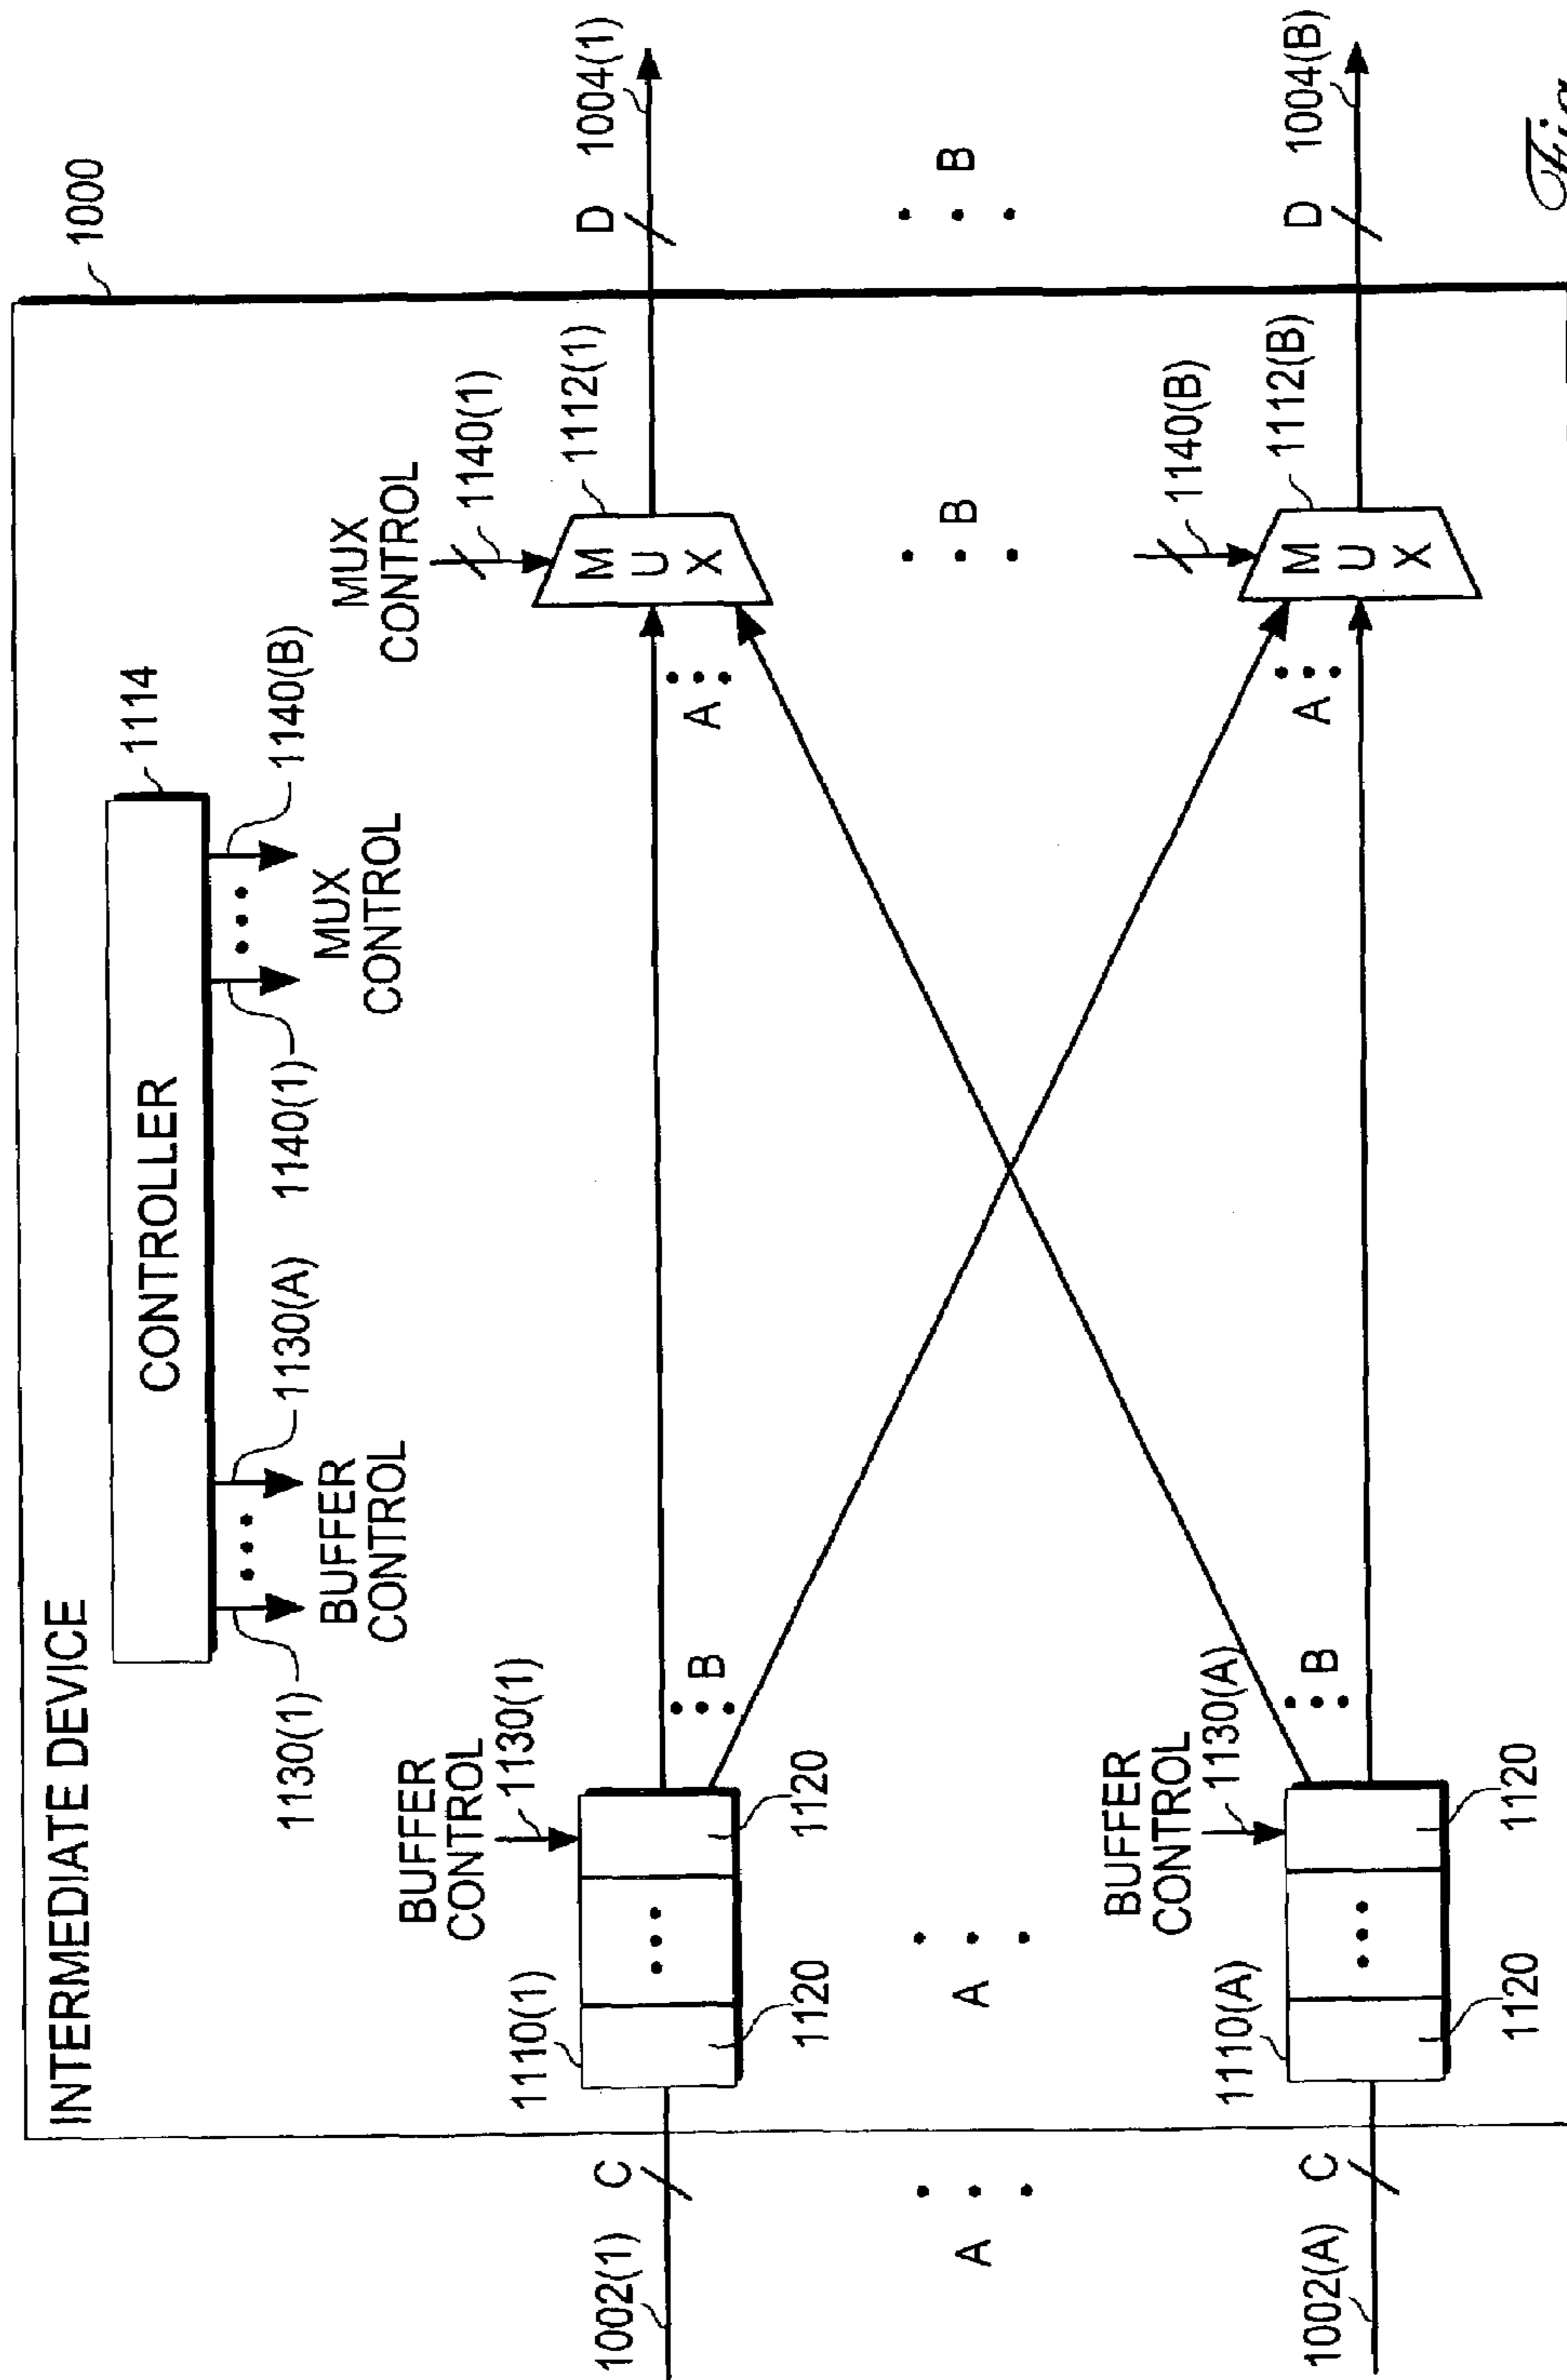 INTERMEDIATE DEVICE
1000
CONTROLLER
1114
1130(1)
1130(A)
1140(1)
1140(B)
BUFFER
CONTROL
MUX
CONTROL
BUFFER
CONTROL
1130(1)
MUX
CONTROL
1140(1)
1002(1)
C
1110(1)
1120
1120
B
A
M
U
X
1112(1)
D
1004(1)
A
A
B
B
BUFFER
CONTROL
1130(A)
1140(B)
1002(A)
C
1110(A)
1120
1120
B
A
M
U
X
1112(B)
D
1004(B)
Fig